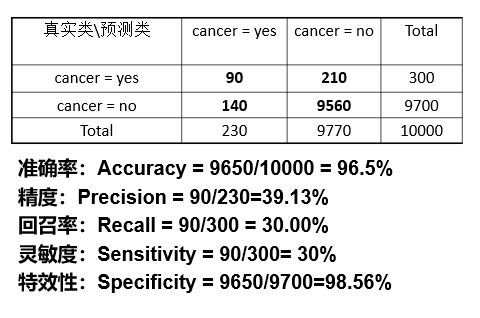 真实类\预测类 cancer = yes cancer = no Total
cancer = yes 90 210 300
cancer = no 140 9560 9700
Total 230 9770 10000
准确率：Accuracy = 9650/10000 = 96.5%
精度：Precision = 90/230=39.13%
回召率：Recall = 90/300 = 30.00%
灵敏度：Sensitivity = 90/300= 30%
特效性：Specificity = 9650/9700=98.56%